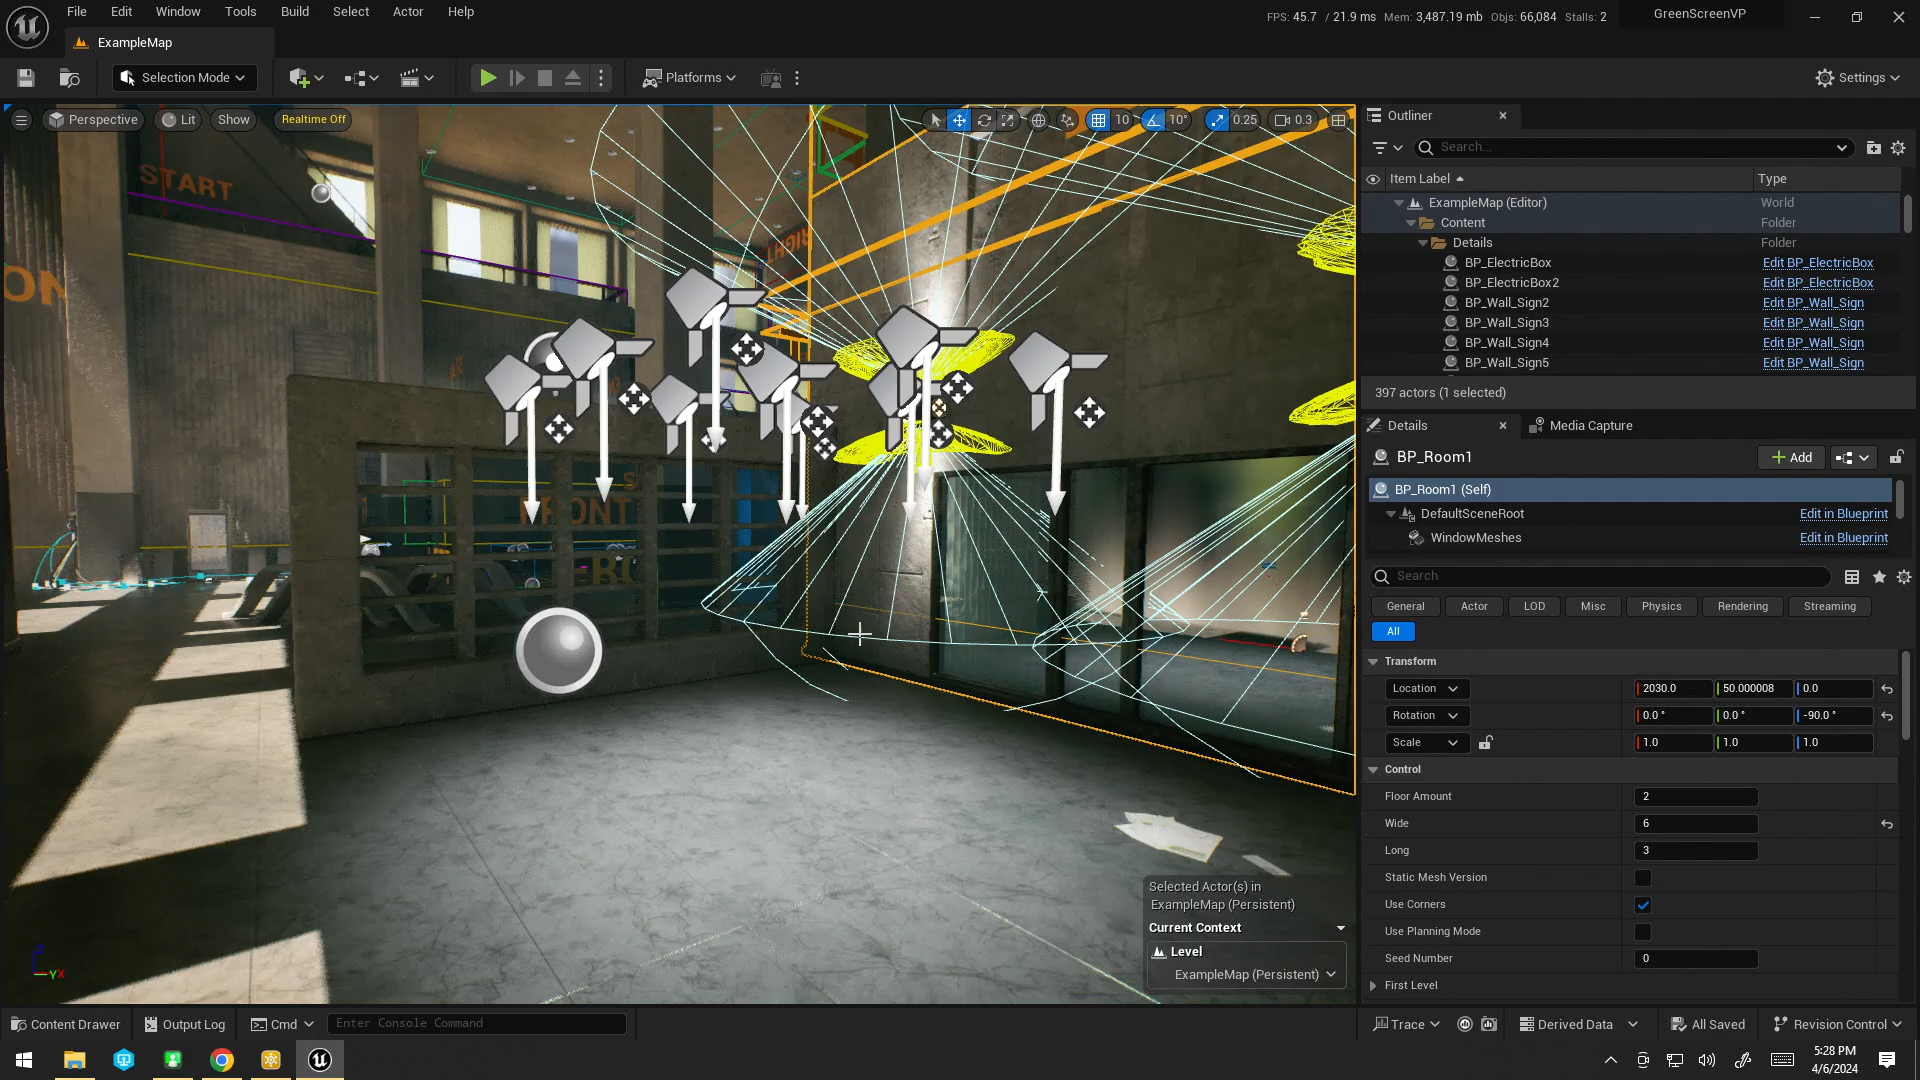 File Edit Window Tools Build Select Actor Help
FPS: 45.7 / 21.9 ms Mem: 3,487.19 mb Objs: 66,084 Stalls: 2
GreenScreenVP
ExampleMap
Selection Mode
Platforms
Settings
Perspective Lit Show Realtime Off
10 10° 0.25 0.3
START
FRONT
Outliner
Search...
Item Label Type
ExampleMap (Editor) World
Content Folder
Details Folder
BP_ElectricBox Edit BP_ElectricBox
BP_ElectricBox2 Edit BP_ElectricBox
BP_Wall_Sign2 Edit BP_Wall_Sign
BP_Wall_Sign3 Edit BP_Wall_Sign
BP_Wall_Sign4 Edit BP_Wall_Sign
BP_Wall_Sign5 Edit BP_Wall_Sign
397 actors (1 selected)
Details Media Capture
BP_Room1 Add
BP_Room1 (Self)
DefaultSceneRoot Edit in Blueprint
WindowMeshes Edit in Blueprint
Search
General Actor LOD Misc Physics Rendering Streaming
All
Transform
Location 2030.0 50.000008 0.0
Rotation 0.0 ° 0.0 ° -90.0 °
Scale 1.0 1.0 1.0
Control
Floor Amount 2
Wide 6
Long 3
Static Mesh Version
Use Corners
Use Planning Mode
Seed Number 0
First Level
Selected Actor(s) in
ExampleMap (Persistent)
Current Context
Level
ExampleMap (Persistent)
Z
Y X
Content Drawer Output Log Cmd Enter Console Command
Trace Derived Data All Saved Revision Control
5:28 PM
4/6/2024